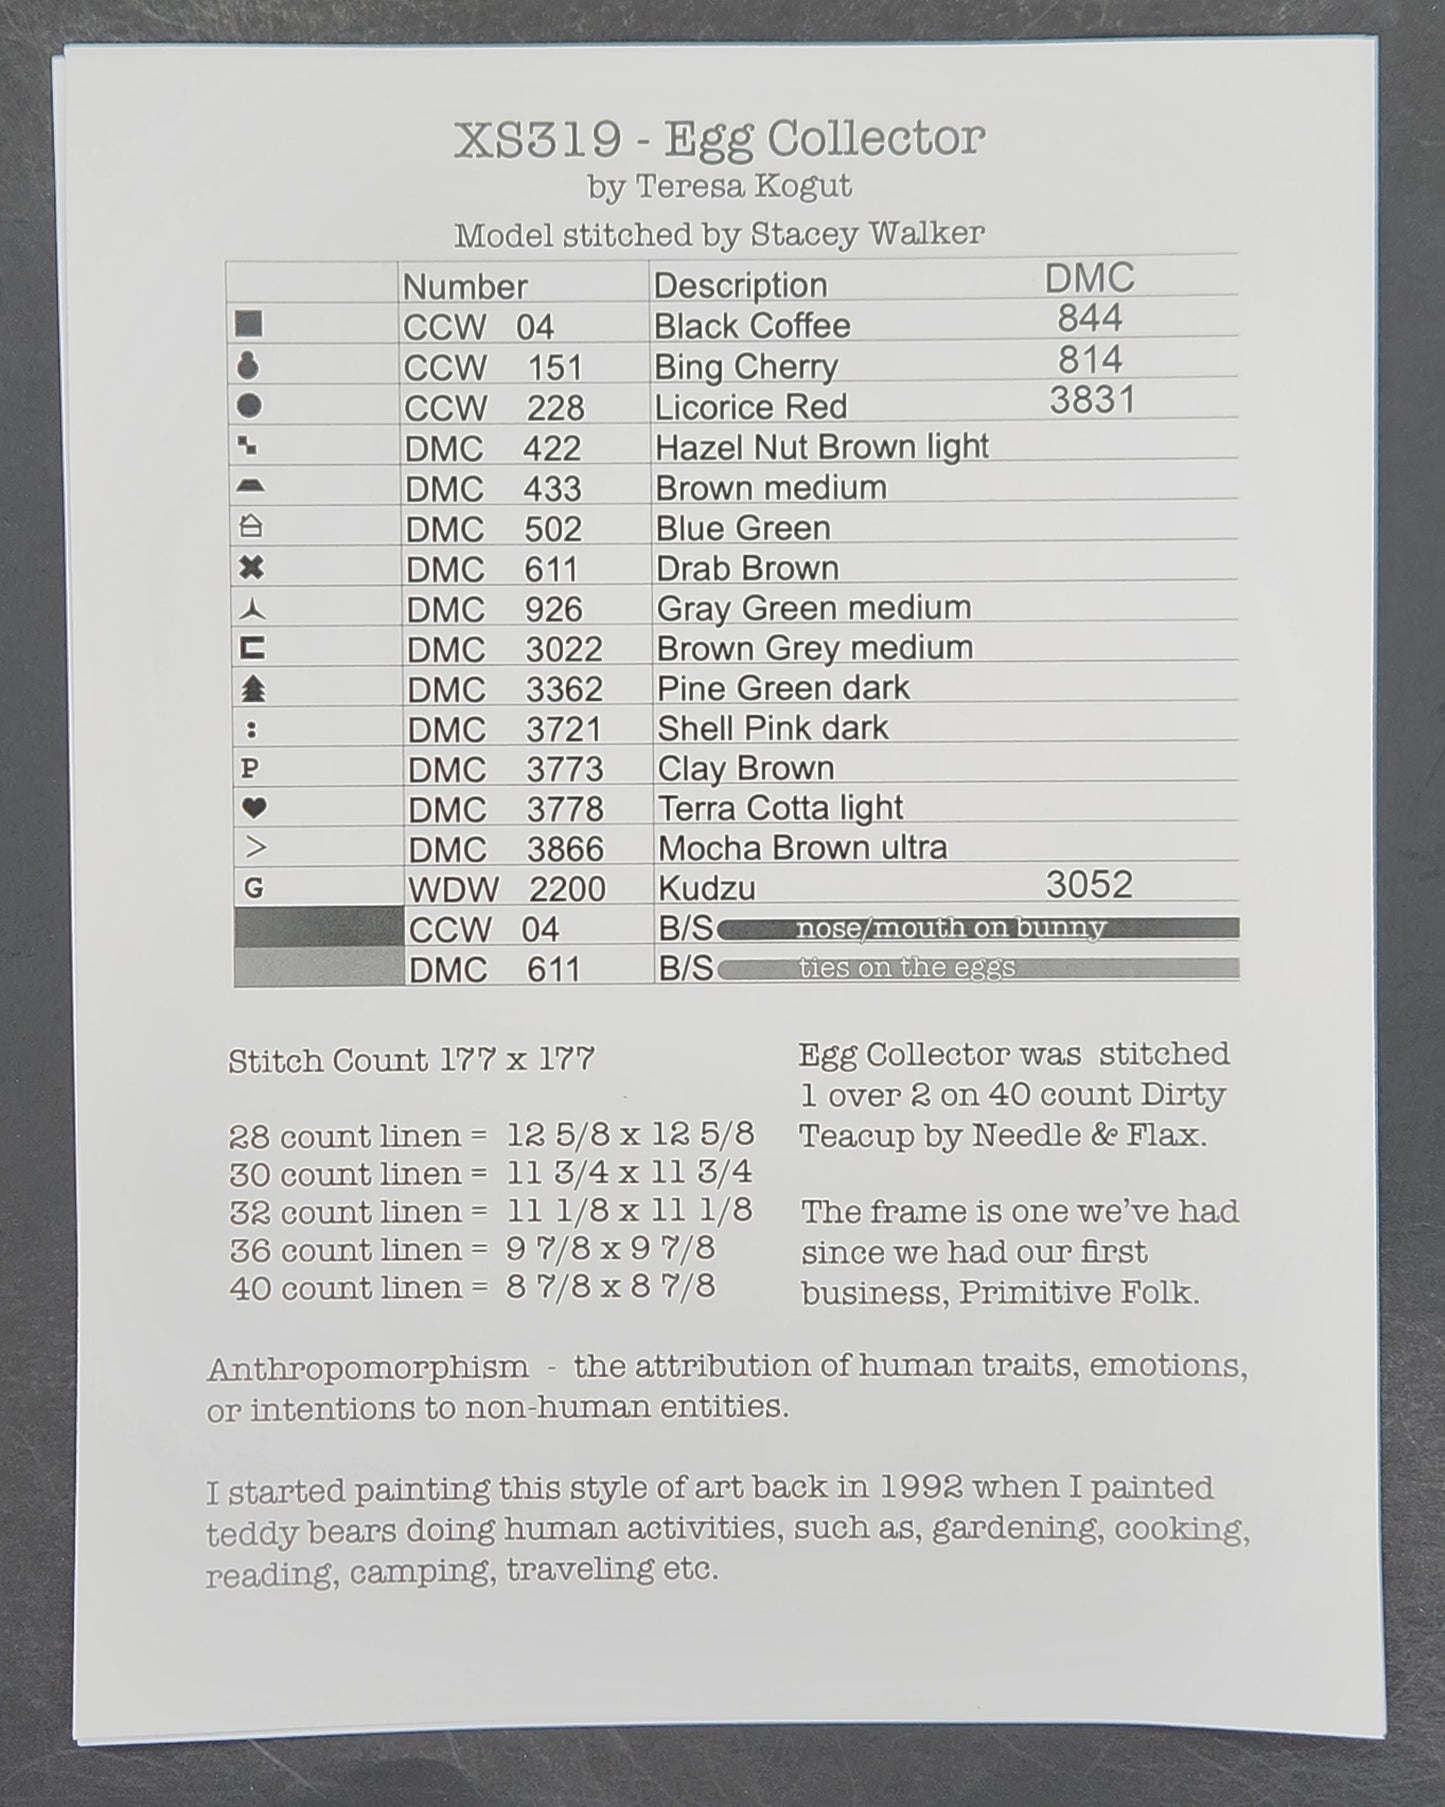 XS319 - Egg Collector
by Teresa Kogut
Model stitched by Stacey Walker
Number Description DMC
CCW 04 Black Coffee 844
CCW 151 Bing Cherry 814
CCW 228 Licorice Red 3831
DMC 422 Hazel Nut Brown light
DMC 433 Brown medium
DMC 502 Blue Green
DMC 611 Drab Brown
DMC 926 Gray Green medium
DMC 3022 Brown Grey medium
DMC 3362 Pine Green dark
DMC 3721 Shell Pink dark
P DMC 3773 Clay Brown
DMC 3778 Terra Cotta light
> DMC 3866 Mocha Brown ultra
G WDW 2200 Kudzu 3052
CCW 04 B/S nose/mouth on bunny
DMC 611 B/S ties on the eggs
Stitch Count 177 x 177
28 count linen = 12 5/8 x 12 5/8
30 count linen = 11 3/4 x 11 3/4
32 count linen = 11 1/8 x 11 1/8
36 count linen = 9 7/8 x 9 7/8
40 count linen = 8 7/8 x 8 7/8
Egg Collector was stitched
1 over 2 on 40 count Dirty
Teacup by Needle & Flax.
The frame is one we've had
since we had our first
business, Primitive Folk.
Anthropomorphism - the attribution of human traits, emotions,
or intentions to non-human entities.
I started painting this style of art back in 1992 when I painted
teddy bears doing human activities, such as, gardening, cooking,
reading, camping, traveling etc.